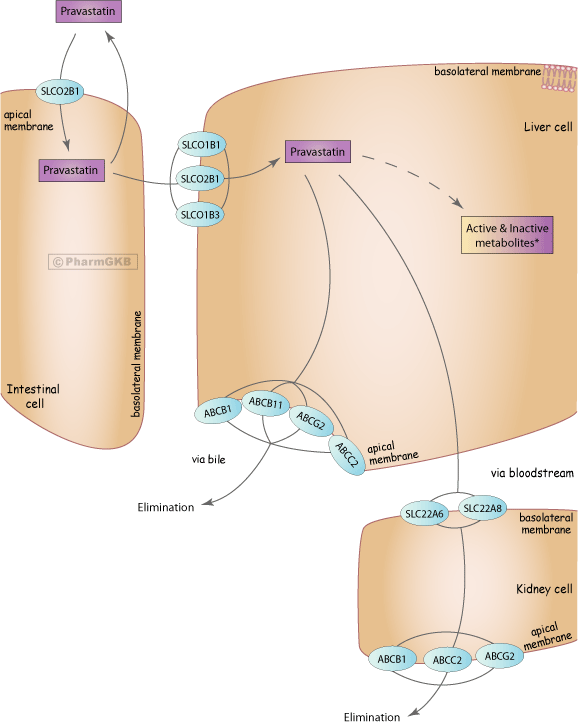 Pravastatin
SLCO2B1
apical
membrane
Pravastatin
©PharmGKB
basolateral membrane
Intestinal
cell
SLCO1B1
SLCO2B1
SLCO1B3
basolateral membrane
Liver cell
Pravastatin
Active & Inactive
metabolites*
ABCB1
ABCB11
ABCG2
ABCC2
apical
membrane
via bile
Elimination
via bloodstream
SLC22A6
SLC22A8
basolateral
membrane
Kidney cell
apical
membrane
ABCB1
ABCC2
ABCG2
Elimination